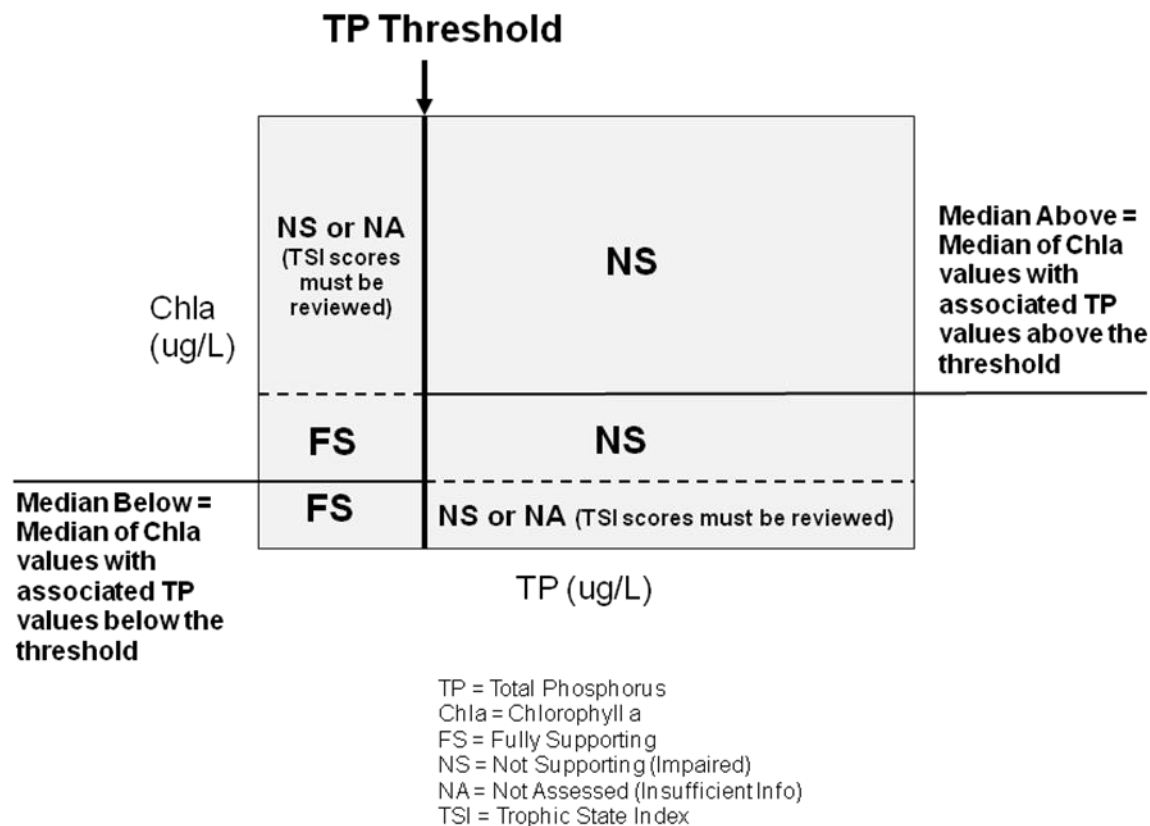 TP Threshold
NS or NA
(TSI scores
must be
reviewed)
NS
Median Above =
Median of Chla
values with
associated TP
values above the
threshold
Chla
(ug/L)
FS
NS
Median Below =
Median of Chla
values with
associated TP
values below the
threshold
FS
NS or NA (TSI scores must be reviewed)
TP (ug/L)
TP = Total Phosphorus
Chla = Chlorophyll a
FS = Fully Supporting
NS = Not Supporting (Impaired)
NA = Not Assessed (Insufficient Info)
TSI = Trophic State Index